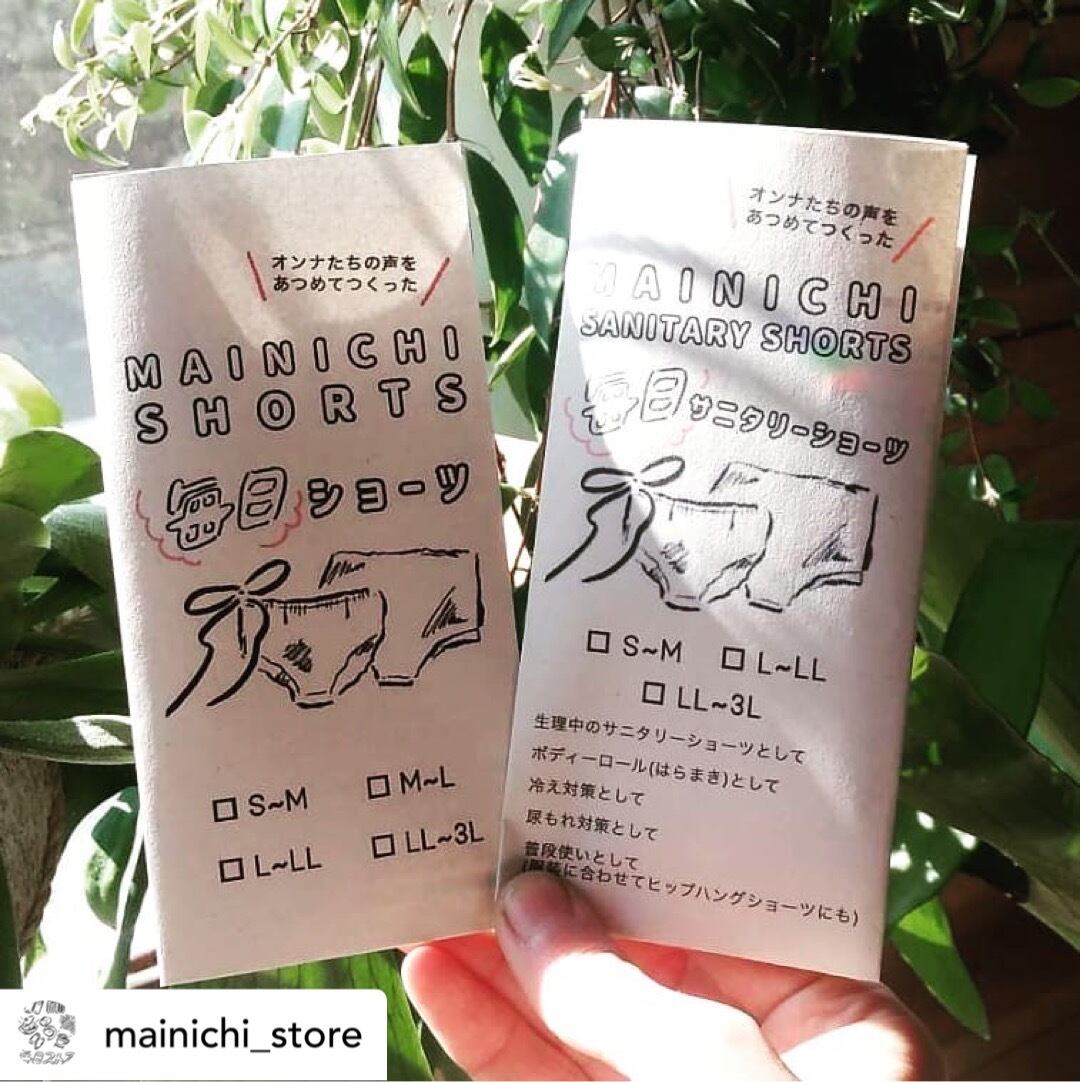 オンナたちの声を
あつめてつくった
MAINICHI
SHORTS
毎日ショーツ
S~M
M~L
L~LL
LL~3L
オンナたちの声を
あつめてつくった
MAINICHI
SANITARY SHORTS
毎日サニタリーショーツ
S~M
L~LL
LL~3L
生理中のサニタリーショーツとして
ボディーロール(はらまき)として
冷え対策として
尿もれ対策として
普段使いとして
(服装に合わせてヒップハングショーツにも)
mainichi_store